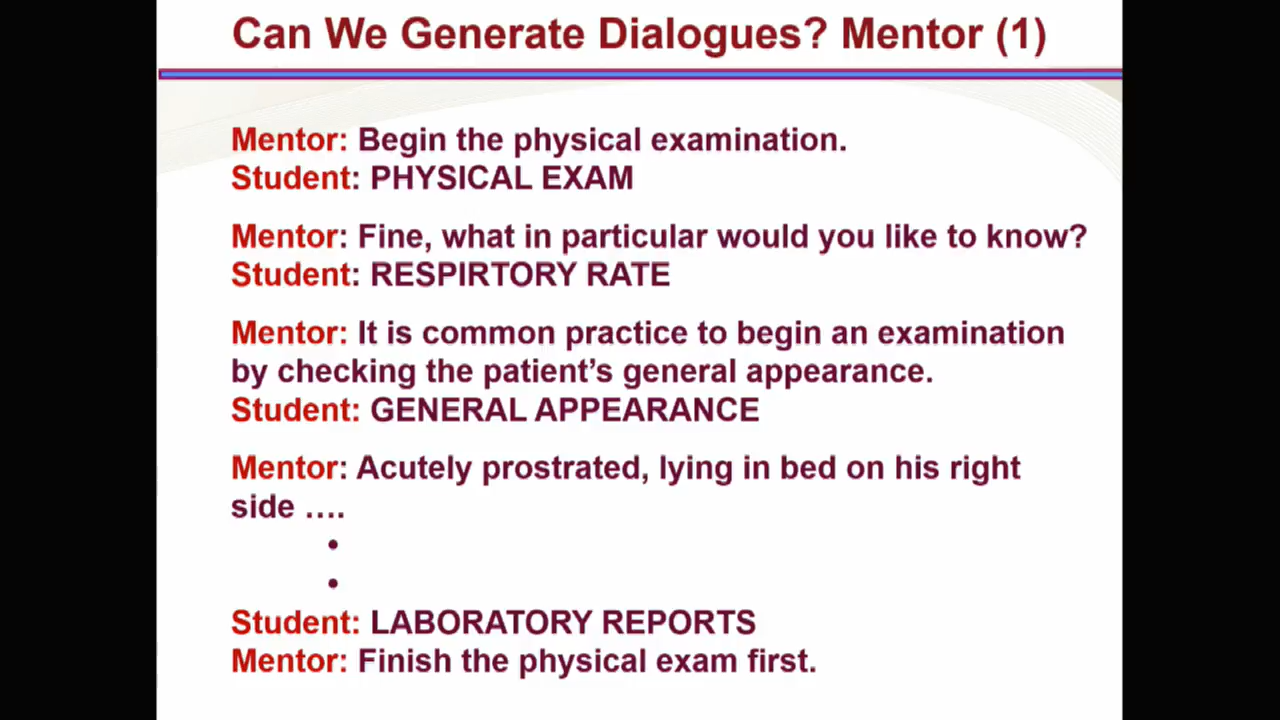 Can We Generate Dialogues? Mentor (1)
Mentor: Begin the physical examination.
Student: PHYSICAL EXAM
Mentor: Fine, what in particular would you like to know?
Student: RESPIRTORY RATE
Mentor: It is common practice to begin an examination
by checking the patient’s general appearance.
Student: GENERAL APPEARANCE
Mentor: Acutely prostrated, lying in bed on his right
side ….
•
•
Student: LABORATORY REPORTS
Mentor: Finish the physical exam first.